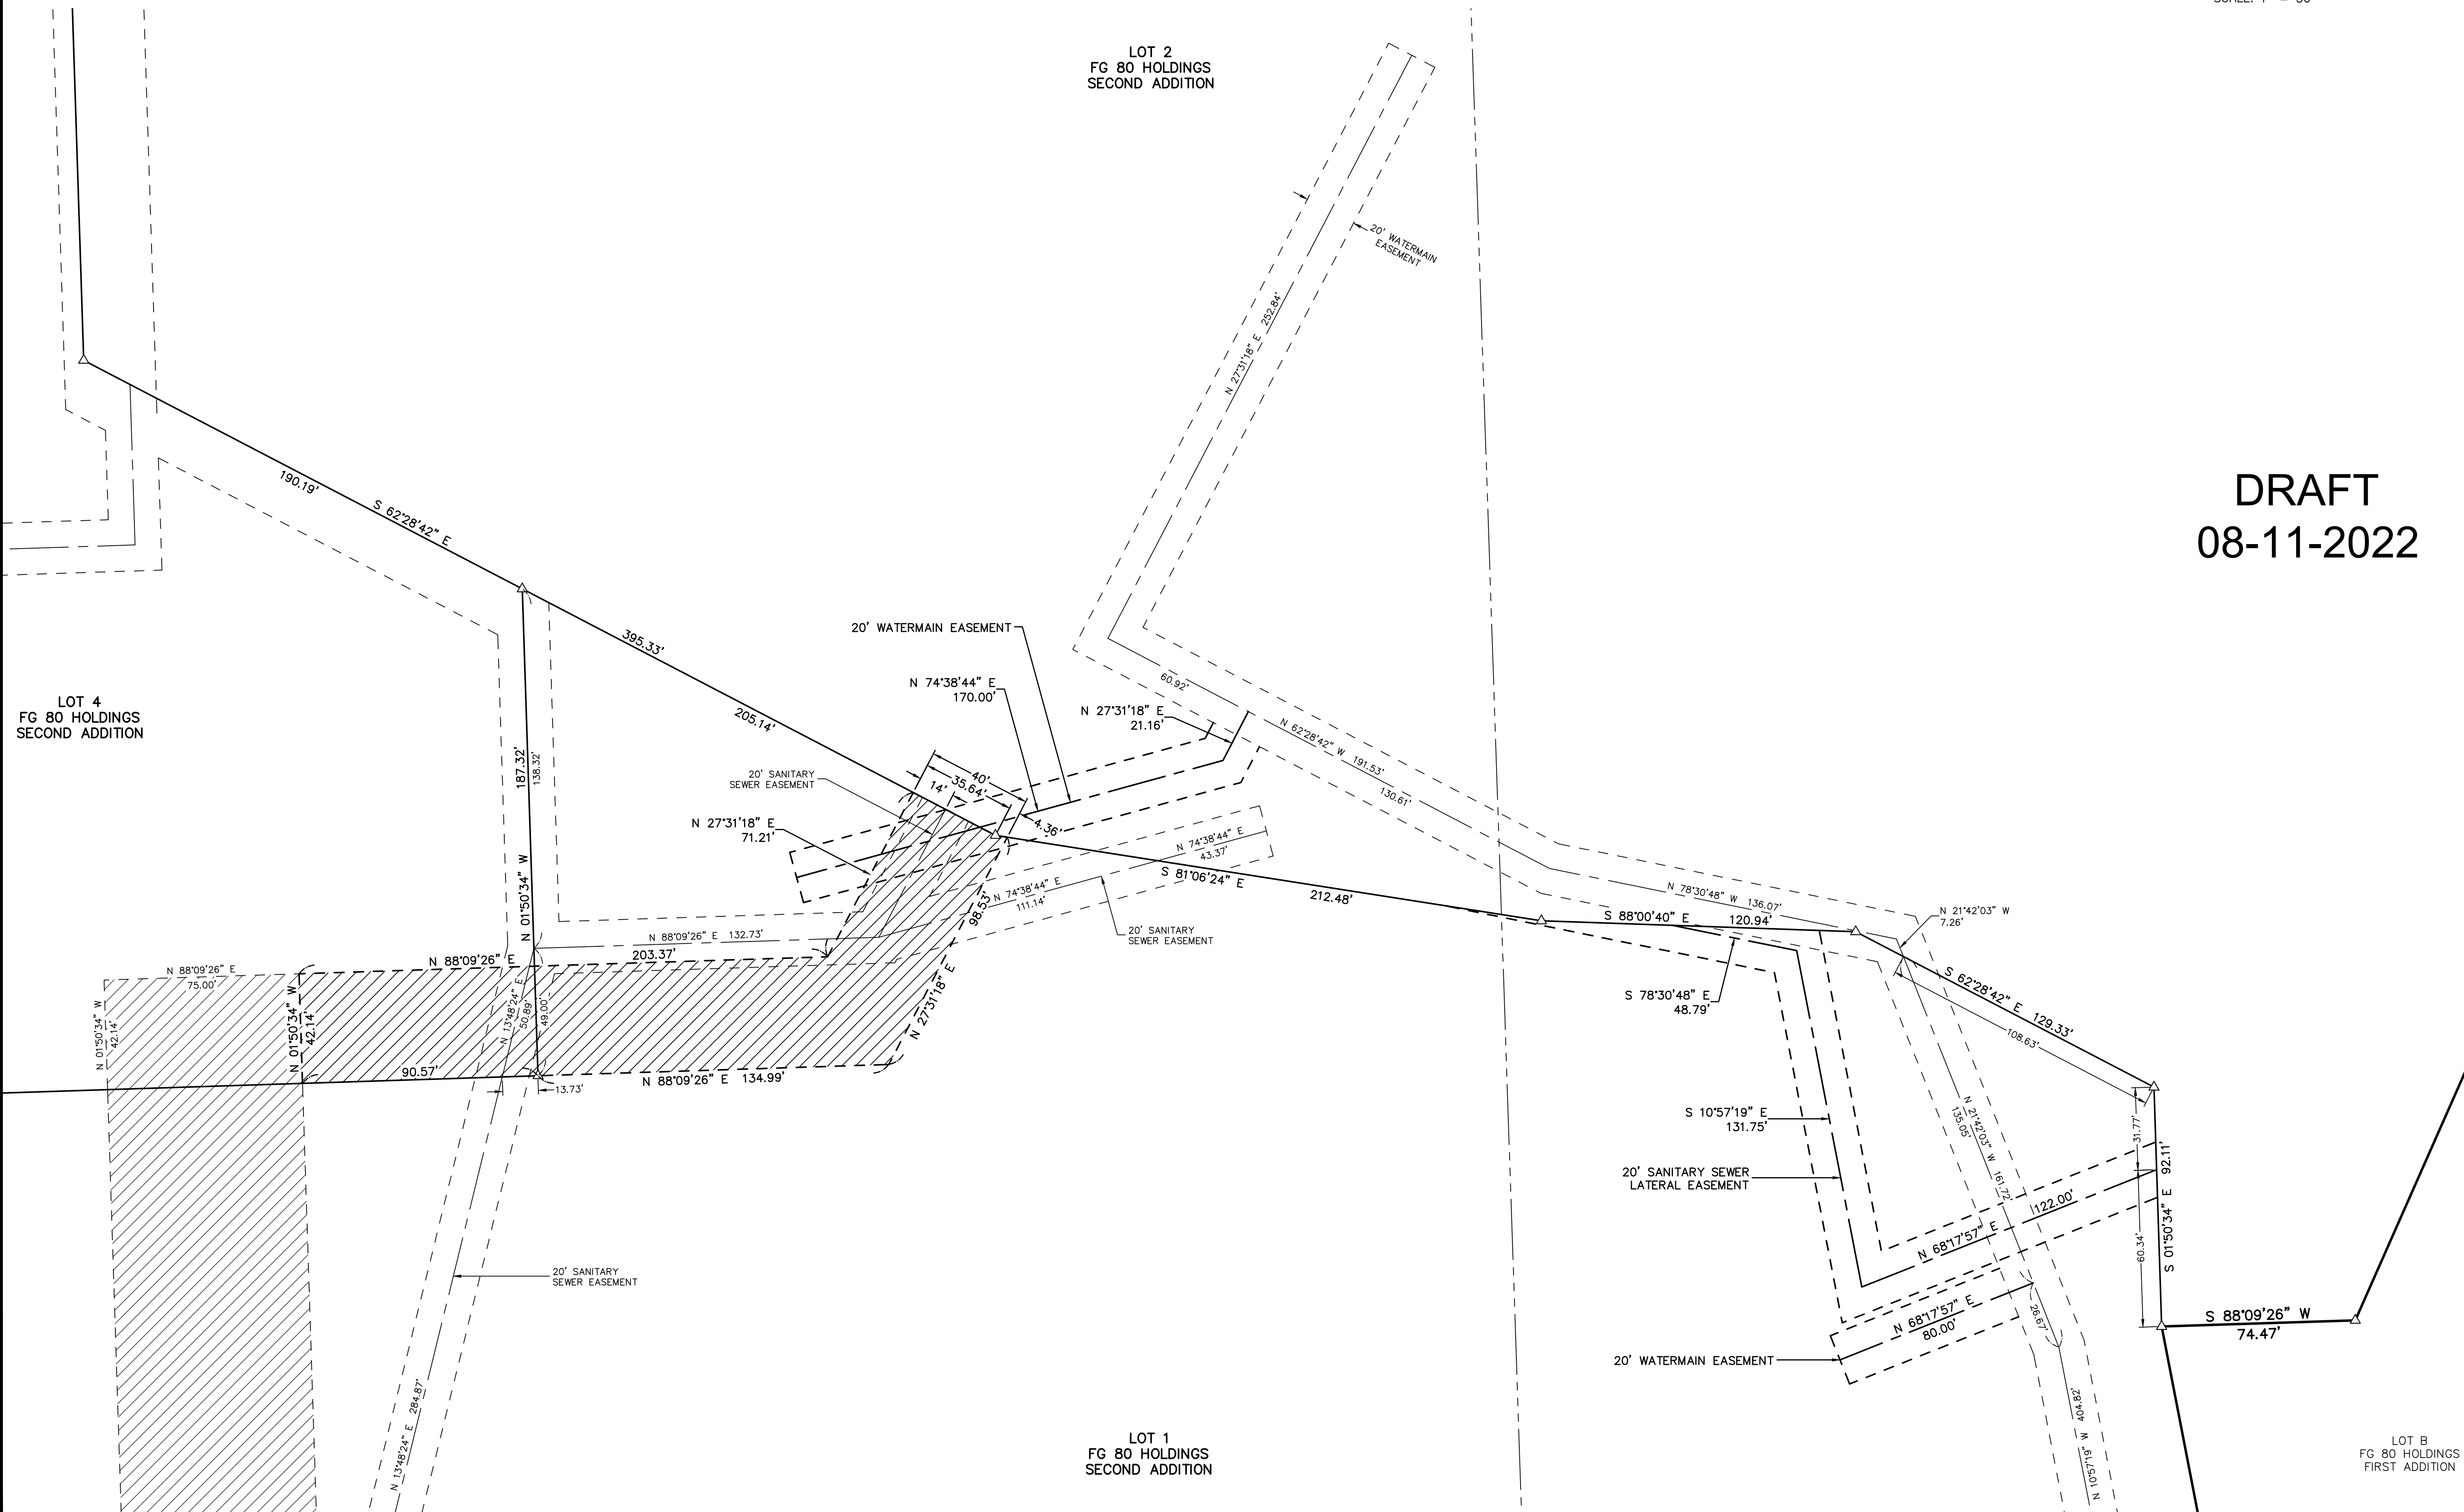 LOT 2
FG 80 HOLDINGS
SECOND ADDITION
20' WATERMAIN
EASEMENT
N 27°31'18" E 252.84'
DRAFT
08-11-2022
190.19'
S 62°28'42" E
395.33'
205.14'
LOT 4
FG 80 HOLDINGS
SECOND ADDITION
20' WATERMAIN EASEMENT
N 74°38'44" E
170.00'
N 27°31'18" E
21.16'
60.92'
N 62°28'42" W 191.53'
130.61'
187.32'
138.32'
N 01°50'34" W
20' SANITARY
SEWER EASEMENT
40'
35.64'
14'
4.36'
N 27°31'18" E
71.21'
N 74°38'44" E
43.37'
S 81°06'24" E
212.48'
N 74°38'44" E
111.14'
98.53'
N 27°31'18" E
20' SANITARY
SEWER EASEMENT
N 78°30'48" W 136.07'
S 88°00'40" E 120.94'
N 21°42'03" W
7.26'
N 88°09'26" E 132.73'
N 88°09'26" E
203.37'
N 88°09'26" E
75.00'
N 01°50'34" W
42.14'
N 01°50'34" W
42.14'
N 13°48'24" E
50.89'
49.00'
90.57'
13.73'
N 88°09'26" E 134.99'
S 78°30'48" E
48.79'
S 62°28'42" E 129.33'
108.63'
S 10°57'19" E
131.75'
N 21°42'03" W 161.72'
135.05'
31.77'
S 01°50'34" E 92.11'
60.34'
20' SANITARY SEWER
LATERAL EASEMENT
N 68°17'57" E
122.00'
20' SANITARY
SEWER EASEMENT
N 68°17'57" E
80.00'
26.67'
20' WATERMAIN EASEMENT
S 88°09'26" W
74.47'
N 13°48'24" E 284.87'
N 10°57'19" W 404.82'
LOT 1
FG 80 HOLDINGS
SECOND ADDITION
LOT B
FG 80 HOLDINGS
FIRST ADDITION